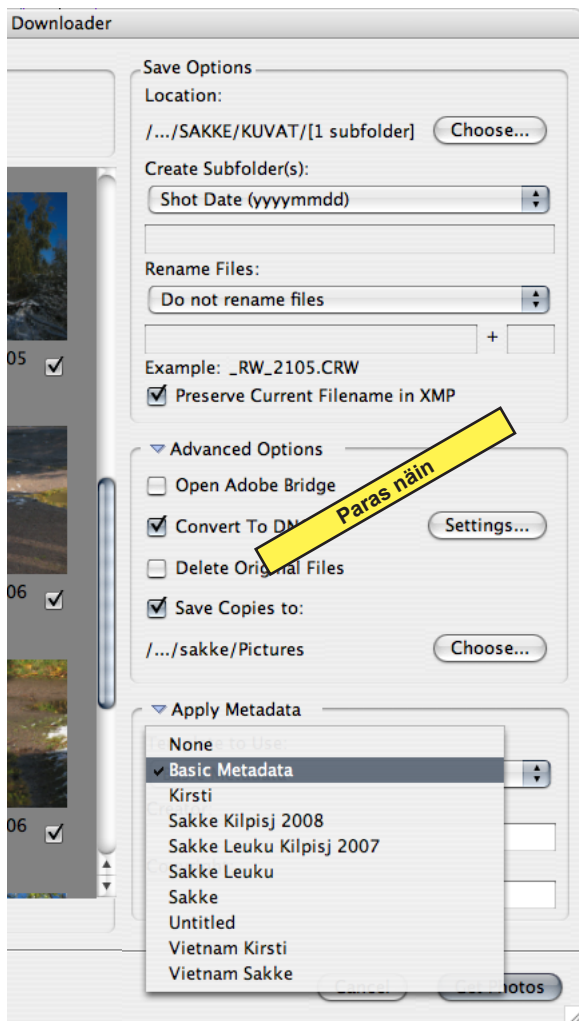 Downloader
Save Options
Location:
/.../SAKKE/KUVAT/[1 subfolder] Choose...
Create Subfolder(s):
Shot Date (yyyymmdd)
Rename Files:
Do not rename files
+
05
Example: _RW_2105.CRW
Preserve Current Filename in XMP
Advanced Options
Open Adobe Bridge
Paras näin
Convert To DN
Settings...
Delete Original Files
06
Save Copies to:
/.../sakke/Pictures Choose...
Apply Metadata
None
Basic Metadata
Kirsti
Sakke Kilpisj 2008
06
Sakke Leuku Kilpisj 2007
Sakke Leuku
Sakke
Untitled
Vietnam Kirsti
Vietnam Sakke
Cancel Photos